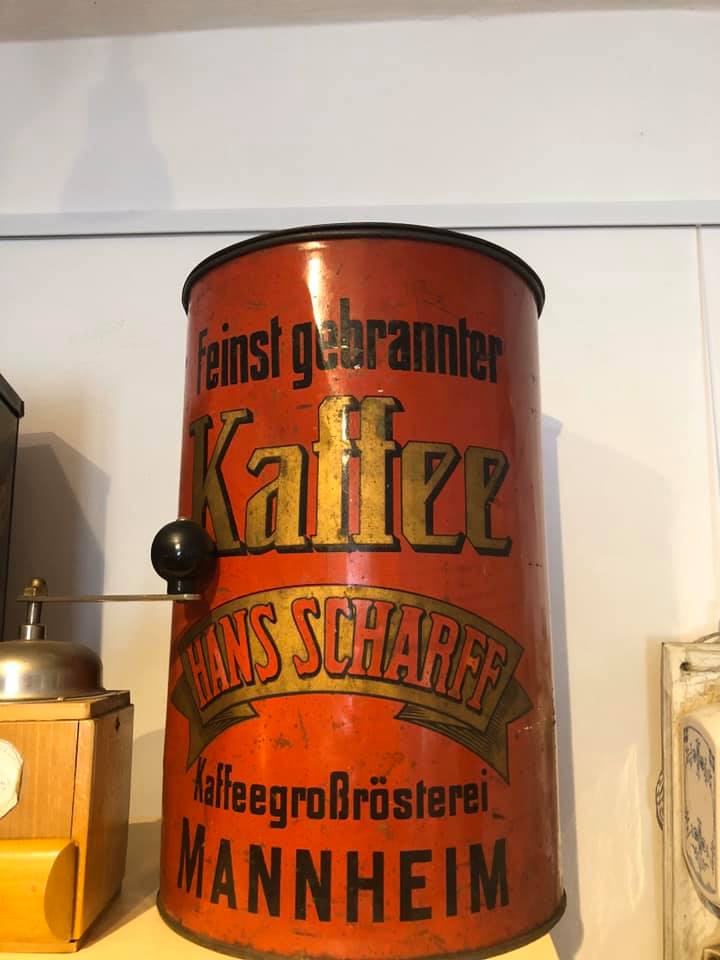 Feinst gebrannter
Kaffee
HANS SCHARFF
Kaffeegroßrösterei
MANNHEIM